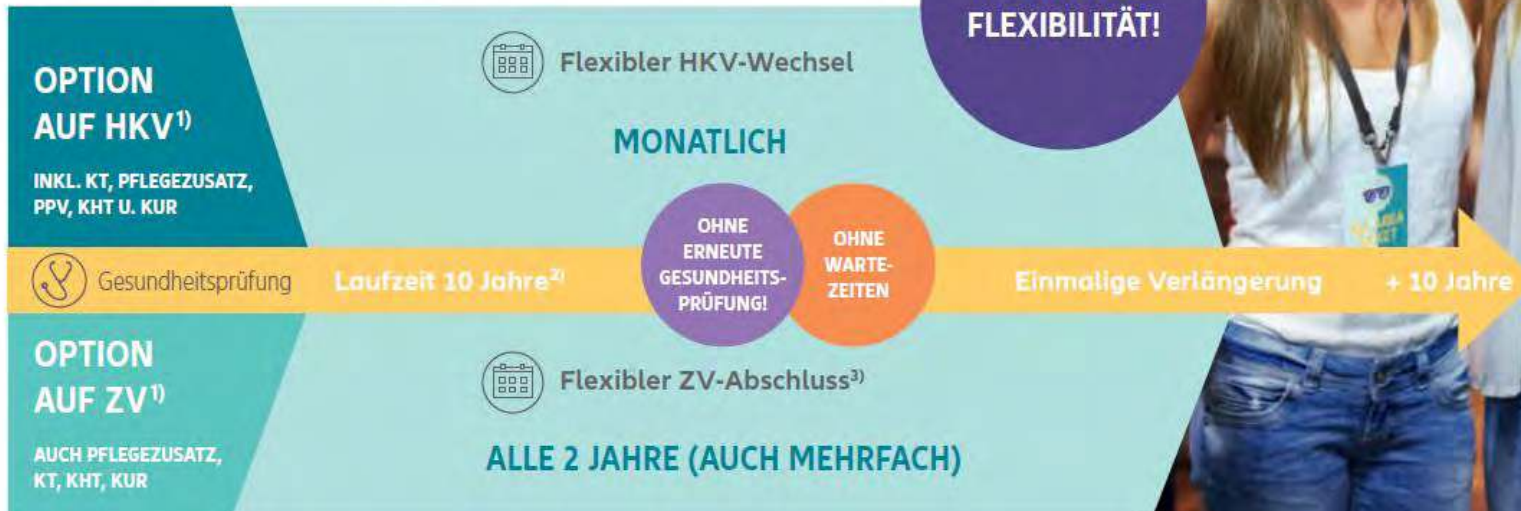 FLEXIBILITÄT!
OPTION
AUF HKV¹⁾
INKL. KT, PFLEGEZUSATZ,
PPV, KHT U. KUR
Flexibler HKV-Wechsel
MONATLICH
OHNE
ERNEUTE
GESUNDHEITS-
PRÜFUNG!
OHNE
WARTE-
ZEITEN
Gesundheitsprüfung
Laufzeit 10 Jahre²⁾
Einmalige Verlängerung
+ 10 Jahre
OPTION
AUF ZV¹⁾
AUCH PFLEGEZUSATZ,
KT, KHT, KUR
Flexibler ZV-Abschluss³⁾
ALLE 2 JAHRE (AUCH MEHRFACH)